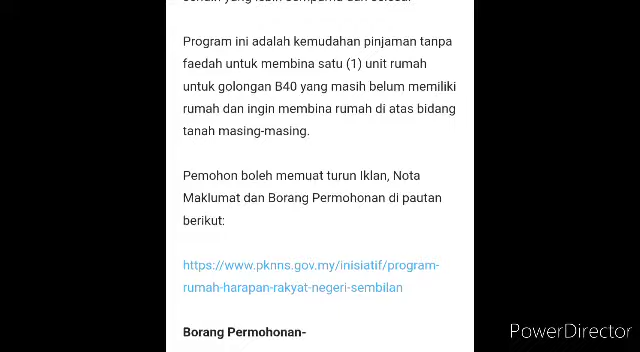 Program ini adalah kemudahan pinjaman tanpa
faedah untuk membina satu (1) unit rumah
untuk golongan B40 yang masih belum memiliki
rumah dan ingin membina rumah di atas bidang
tanah masing-masing.
Pemohon boleh memuat turun Iklan, Nota
Maklumat dan Borang Permohonan di pautan
berikut:
https://www.pknns.gov.my/inisiatif/program-
rumah-harapan-rakyat-negeri-sembilan
Borang Permohonan-
PowerDirector